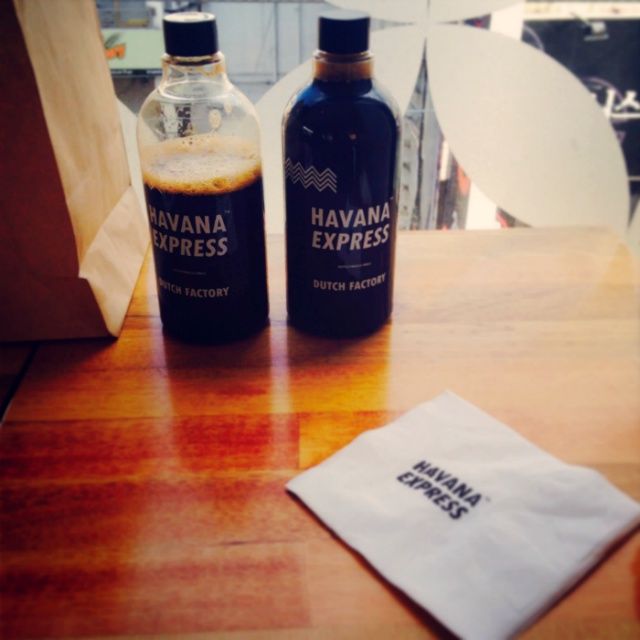 HAVANA
EXPRESS
DUTCH FACTORY
HAVANA
EXPRESS
DUTCH FACTORY
HAVANA
EXPRESS